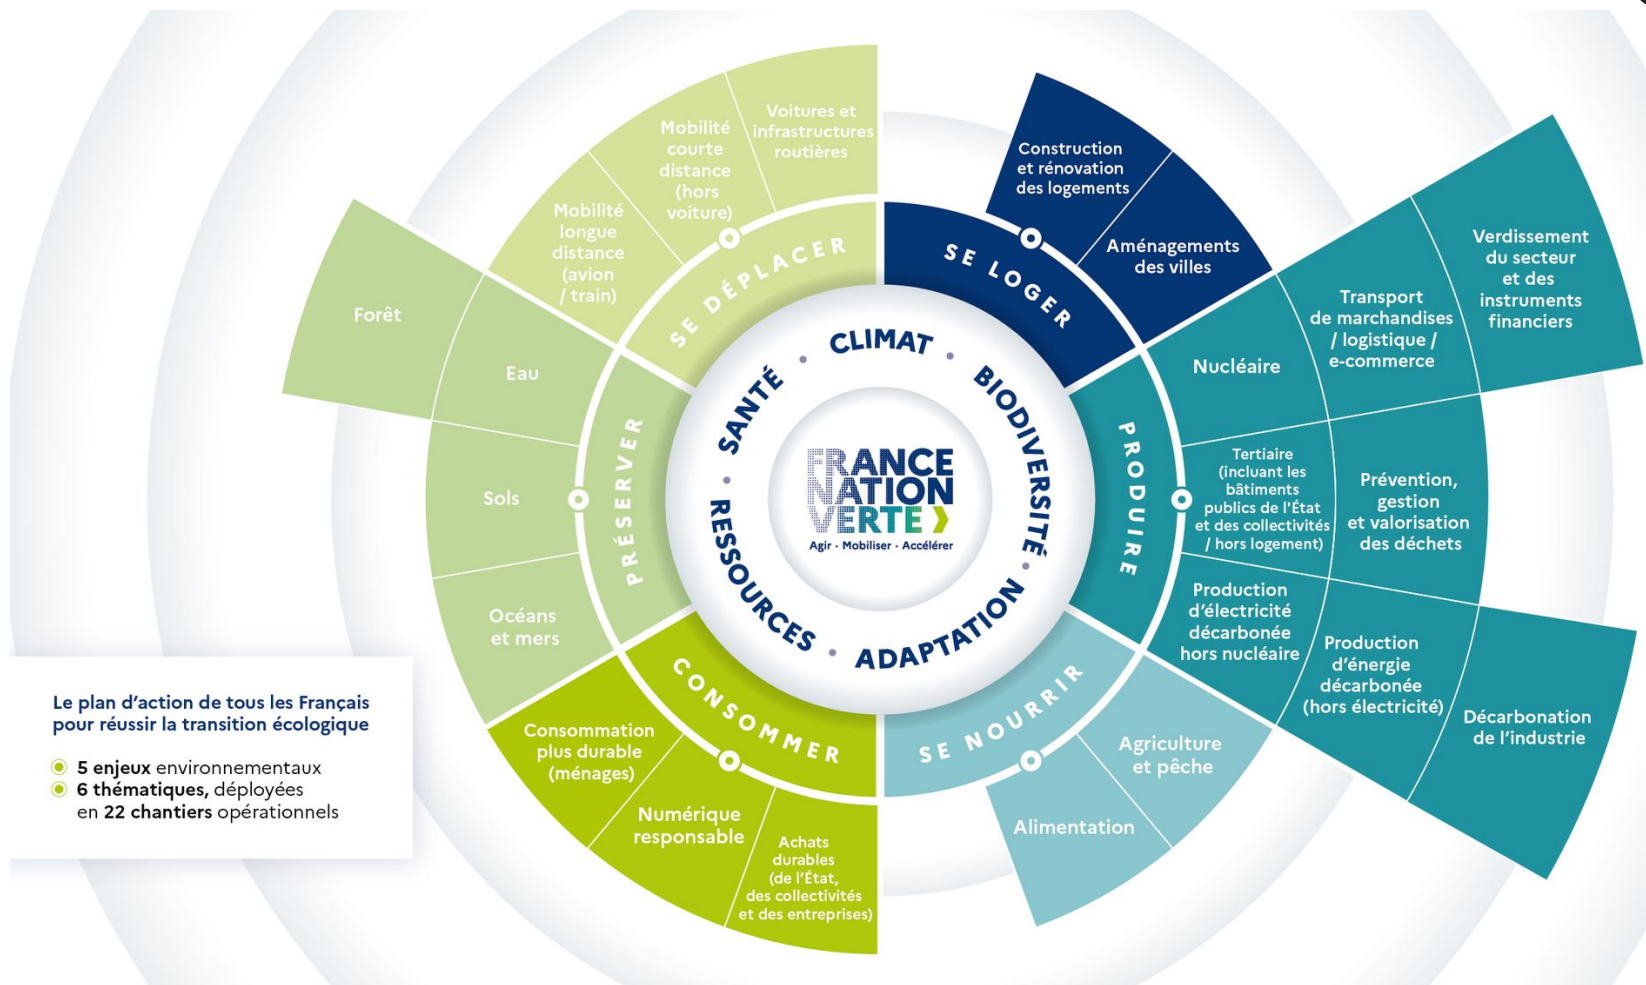 Voitures et
infrastructures
routières
Mobilité
courte
distance
(hors
voiture)
Mobilité
longue
distance
(avion
/ train)
SE DÉPLACER
Construction
et rénovation
des logements
Aménagements
des villes
SE LOGER
Verdissement
du secteur
et des
instruments
financiers
Transport
de marchandises
/ logistique /
e-commerce
Nucléaire
Tertiaire
(incluant les
bâtiments
publics de l'État
et des collectivités
/ hors logement)
Prévention,
gestion
et valorisation
des déchets
Production
d'électricité
décarbonée
hors nucléaire
Production
d'énergie
décarbonée
(hors électricité)
Décarbonation
de l'industrie
PRODUIRE
Agriculture
et pêche
Alimentation
SE NOURRIR
Consommation
plus durable
(ménages)
Numérique
responsable
Achats
durables
(de l'État,
des collectivités
et des entreprises)
CONSOMMER
Forêt
Eau
Sols
Océans
et mers
PRÉSERVER
CLIMAT · BIODIVERSITÉ · ADAPTATION · RESSOURCES · SANTÉ ·
FRANCE
NATION
VERTE
Agir · Mobiliser · Accélérer
Le plan d'action de tous les Français
pour réussir la transition écologique
5 enjeux environnementaux
6 thématiques, déployées
en 22 chantiers opérationnels